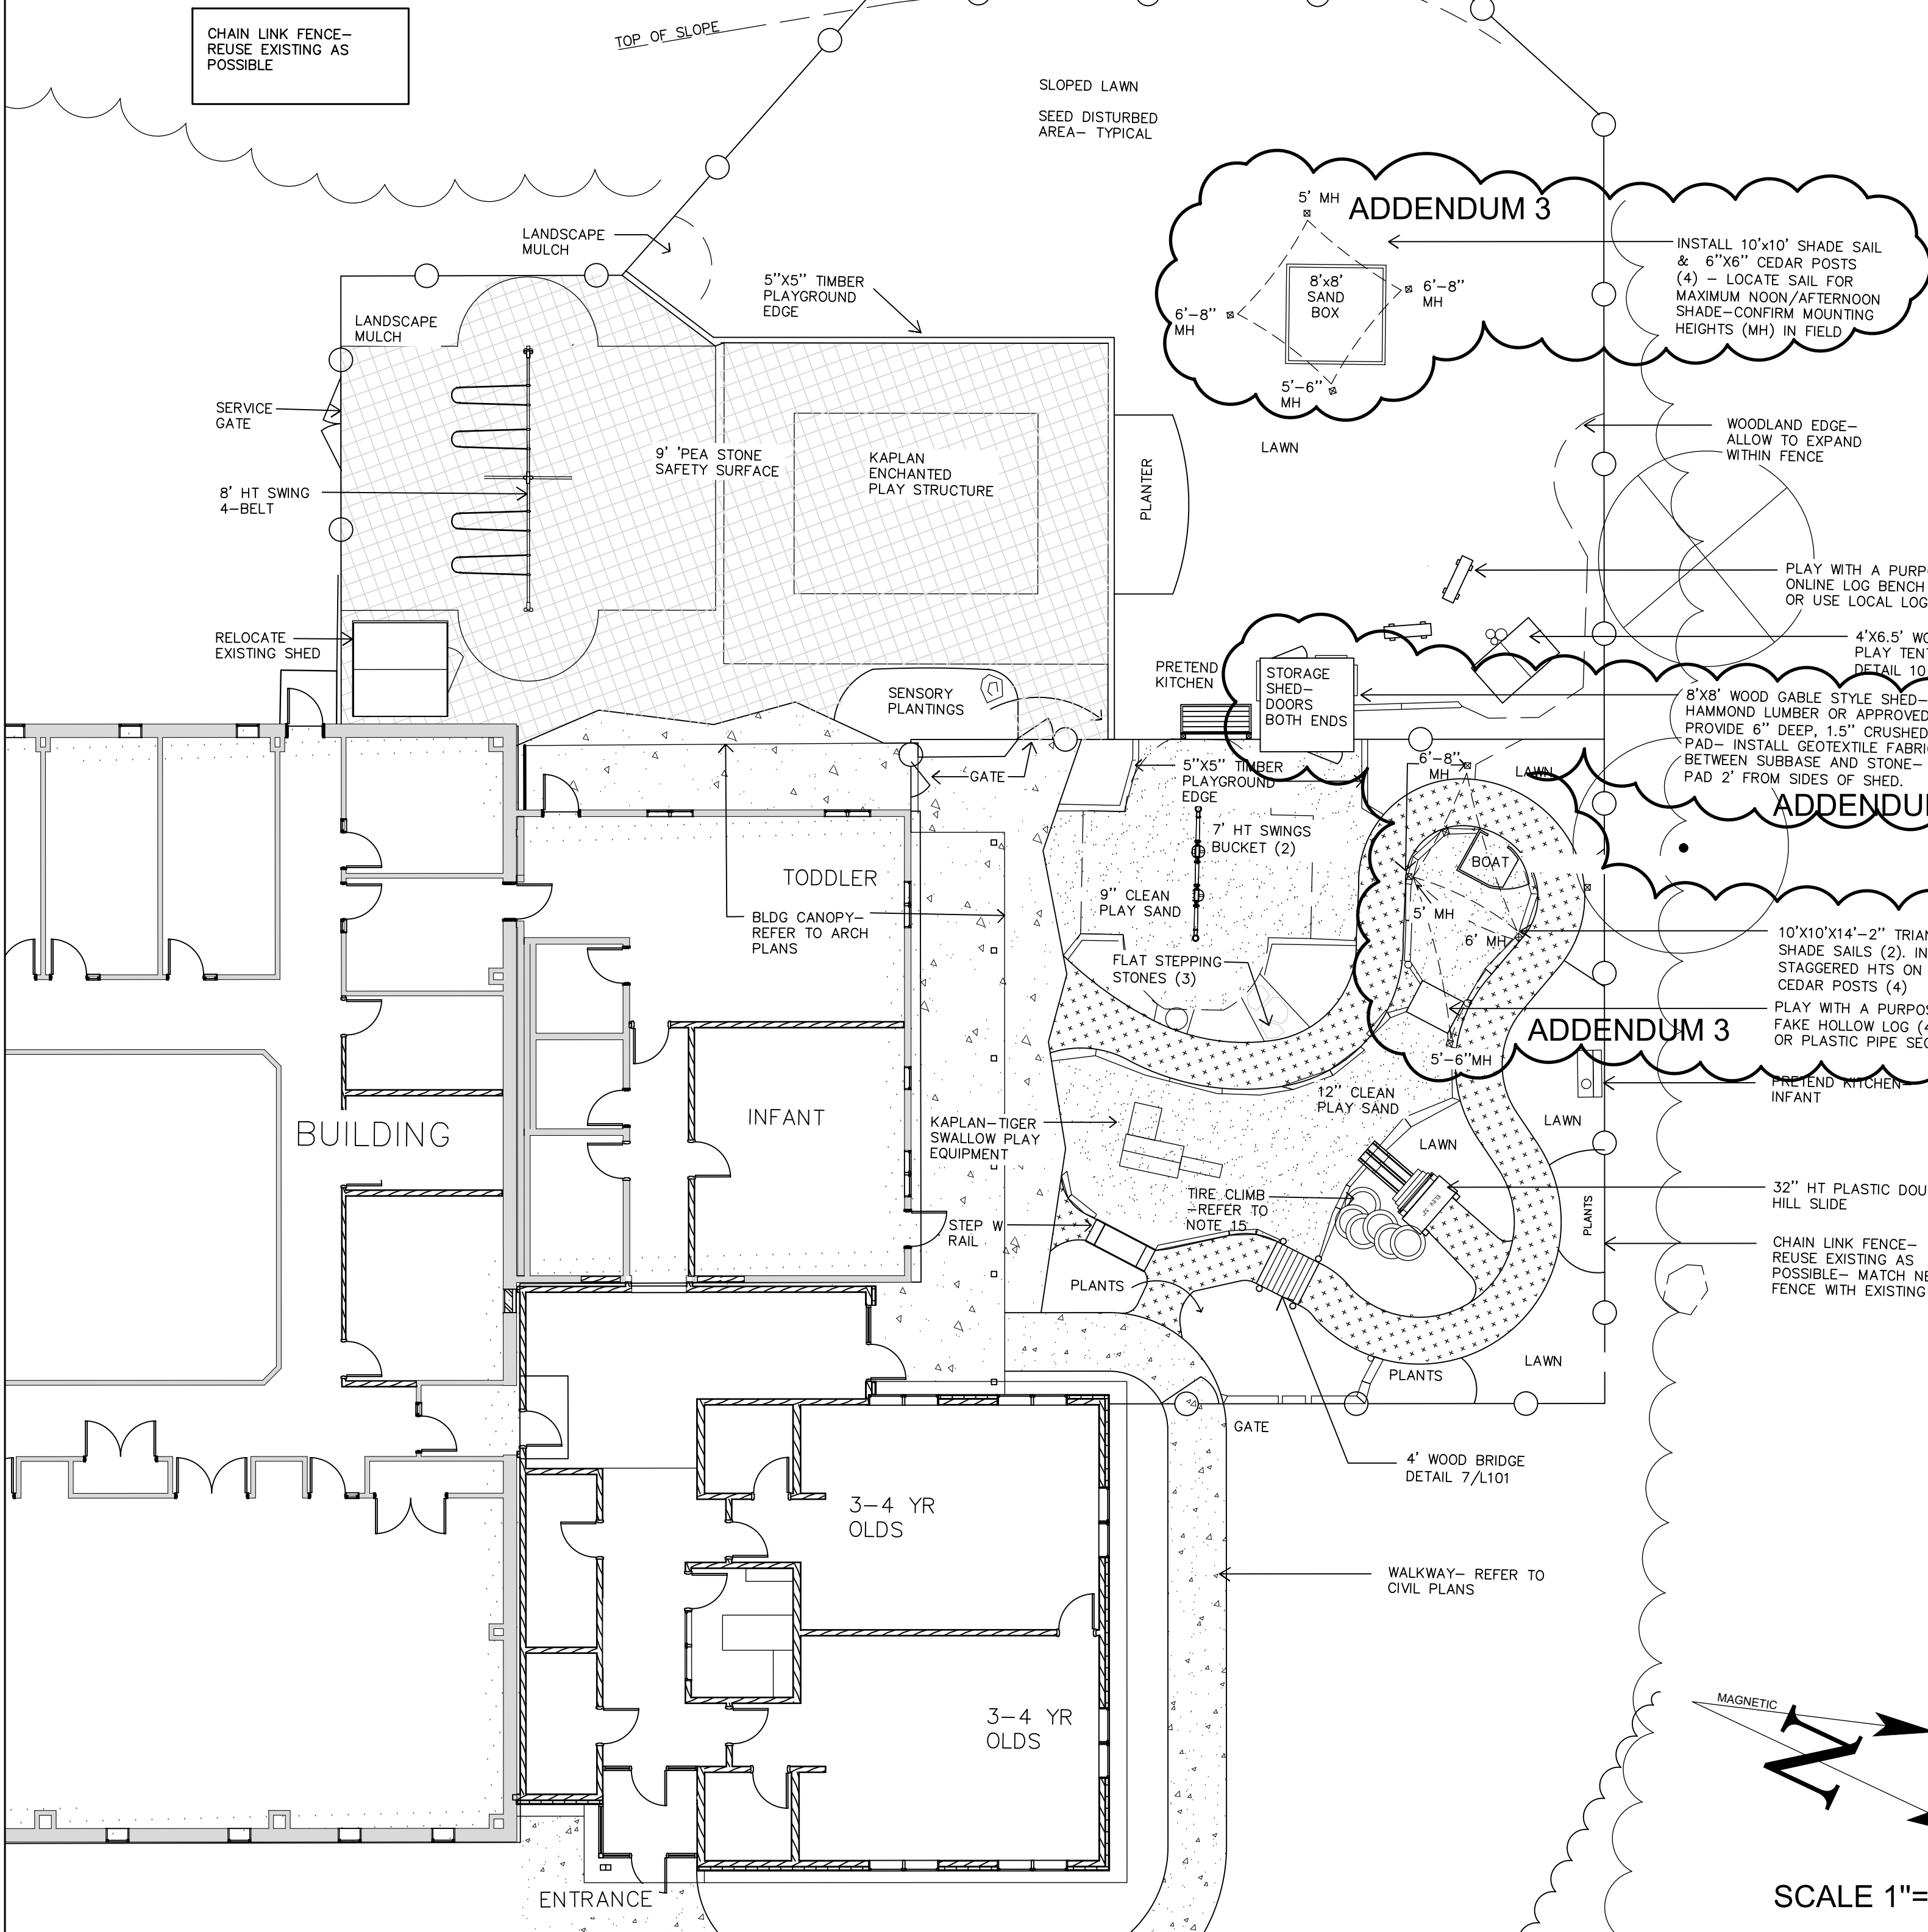 CHAIN LINK FENCE–
REUSE EXISTING AS
POSSIBLE
TOP OF SLOPE
SLOPED LAWN
SEED DISTURBED
AREA– TYPICAL
ADDENDUM 3
5' MH
6'–8"
MH
6'–8"
MH
5'–6"
MH
8'x8'
SAND
BOX
INSTALL 10'x10' SHADE SAIL
& 6"X6" CEDAR POSTS
(4) – LOCATE SAIL FOR
MAXIMUM NOON/AFTERNOON
SHADE–CONFIRM MOUNTING
HEIGHTS (MH) IN FIELD
LANDSCAPE
MULCH
5"X5" TIMBER
PLAYGROUND
EDGE
LANDSCAPE
MULCH
SERVICE
GATE
8' HT SWING
4–BELT
9' 'PEA STONE
SAFETY SURFACE
KAPLAN
ENCHANTED
PLAY STRUCTURE
PLANTER
LAWN
WOODLAND EDGE–
ALLOW TO EXPAND
WITHIN FENCE
PLAY WITH A PURP
ONLINE LOG BENCH
OR USE LOCAL LOG
4'X6.5' WO
PLAY TENT
DETAIL 10
RELOCATE
EXISTING SHED
SENSORY
PLANTINGS
PRETEND
KITCHEN
STORAGE
SHED–
DOORS
BOTH ENDS
8'X8' WOOD GABLE STYLE SHED–
HAMMOND LUMBER OR APPROVED
PROVIDE 6" DEEP, 1.5" CRUSHED
PAD– INSTALL GEOTEXTILE FABRI
BETWEEN SUBBASE AND STONE–
PAD 2' FROM SIDES OF SHED.
ADDENDU
GATE
5"X5" TIMBER
PLAYGROUND
EDGE
6'–8"
MH
LAWN
7' HT SWINGS
BUCKET (2)
BOAT
TODDLER
BLDG CANOPY–
REFER TO ARCH
PLANS
9" CLEAN
PLAY SAND
5' MH
6' MH
10'X10'X14'–2" TRIAN
SHADE SAILS (2). IN
STAGGERED HTS ON
CEDAR POSTS (4)
FLAT STEPPING
STONES (3)
PLAY WITH A PURPOS
FAKE HOLLOW LOG (4
OR PLASTIC PIPE SEC
ADDENDUM 3
5'–6"MH
PRETEND KITCHEN–
INFANT
12" CLEAN
PLAY SAND
BUILDING
INFANT
KAPLAN–TIGER
SWALLOW PLAY
EQUIPMENT
LAWN
LAWN
TIRE CLIMB
–REFER TO
NOTE 15
ELEV. 32"
32" HT PLASTIC DOU
HILL SLIDE
PLANTS
STEP W
RAIL
CHAIN LINK FENCE–
REUSE EXISTING AS
POSSIBLE– MATCH NE
FENCE WITH EXISTING
PLANTS
LAWN
PLANTS
GATE
4' WOOD BRIDGE
DETAIL 7/L101
3–4 YR
OLDS
WALKWAY– REFER TO
CIVIL PLANS
3–4 YR
OLDS
MAGNETIC
N
ENTRANCE
SCALE 1"=